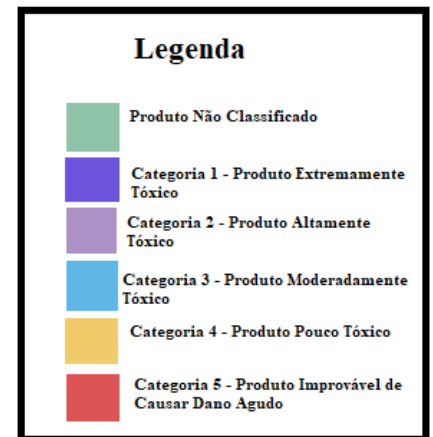 Legenda
Produto Não Classificado
Categoria 1 - Produto Extremamente
Tóxico
Categoria 2 - Produto Altamente
Tóxico
Categoria 3 - Produto Moderadamente
Tóxico
Categoria 4 - Produto Pouco Tóxico
Categoria 5 - Produto Improvável de
Causar Dano Agudo